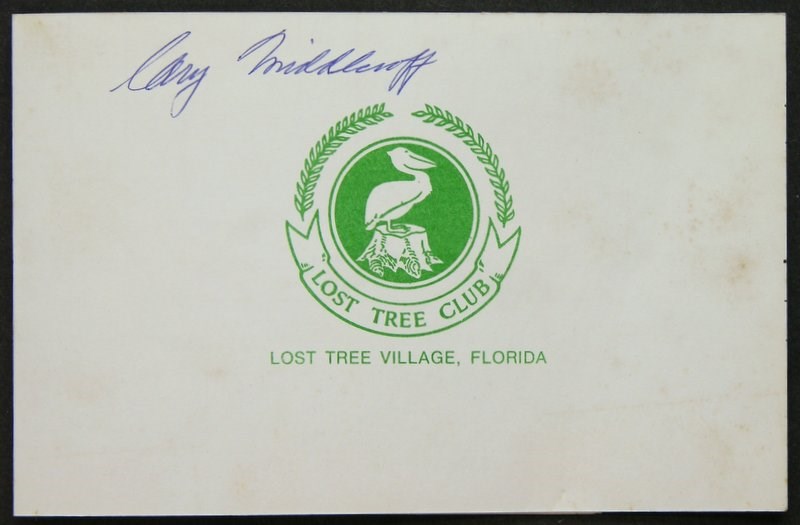 Cary Middlecoff
LOST TREE CLUB
LOST TREE VILLAGE, FLORIDA